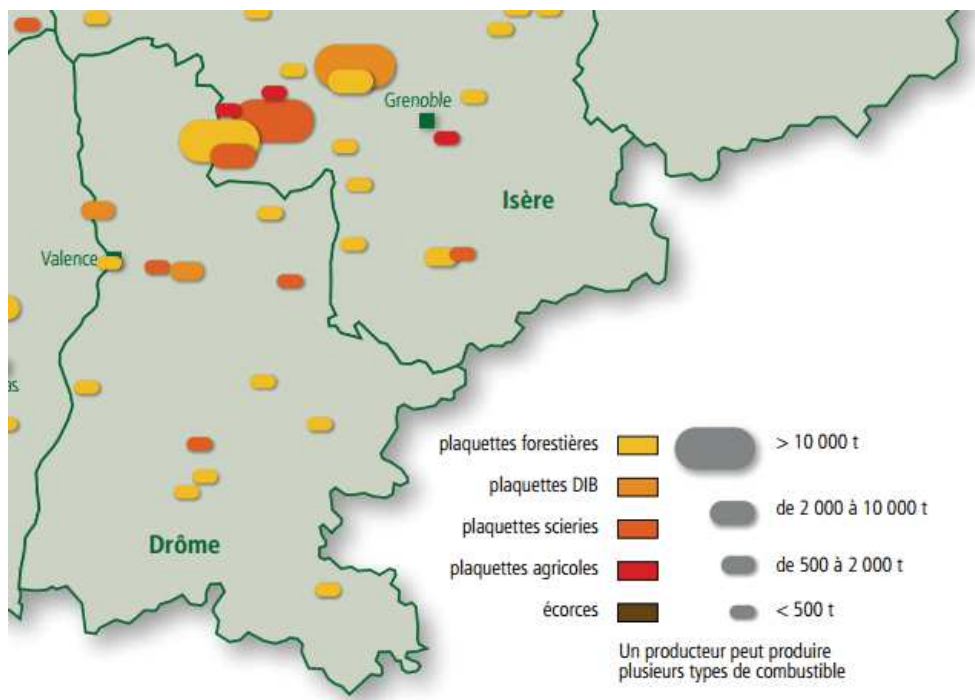 Grenoble
Isère
Valence
as
Drôme
plaquettes forestières
plaquettes DIB
plaquettes scieries
plaquettes agricoles
écorces
> 10 000 t
de 2 000 à 10 000 t
de 500 à 2 000 t
< 500 t
Un producteur peut produire
plusieurs types de combustible